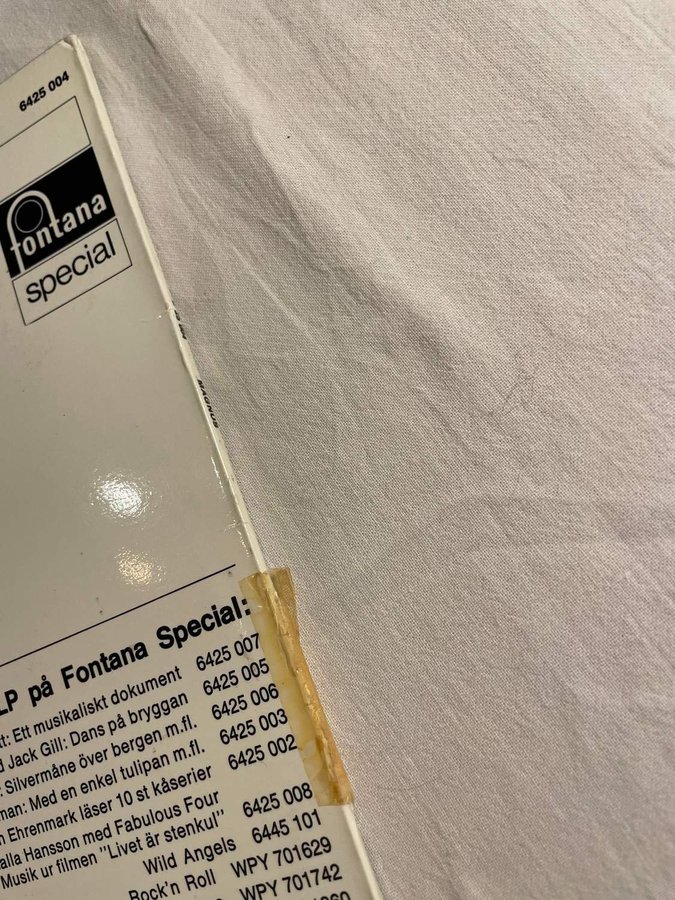 6425 004
fontana
special
MAGNUS
LP på Fontana Special:
tt: Ett musikaliskt dokument 6425 007
d Jack Gill: Dans på bryggan 6425 005
: Silvermåne över bergen m.fl. 6425 006
man: Med en enkel tulipan m.fl. 6425 003
n Ehrenmark läser 10 st kåserier 6425 002
alla Hansson med Fabulous Four
Musik ur filmen "Livet är stenkul" 6425 008
Wild Angels 6445 101
Rock'n Roll WPY 701629
WPY 701742